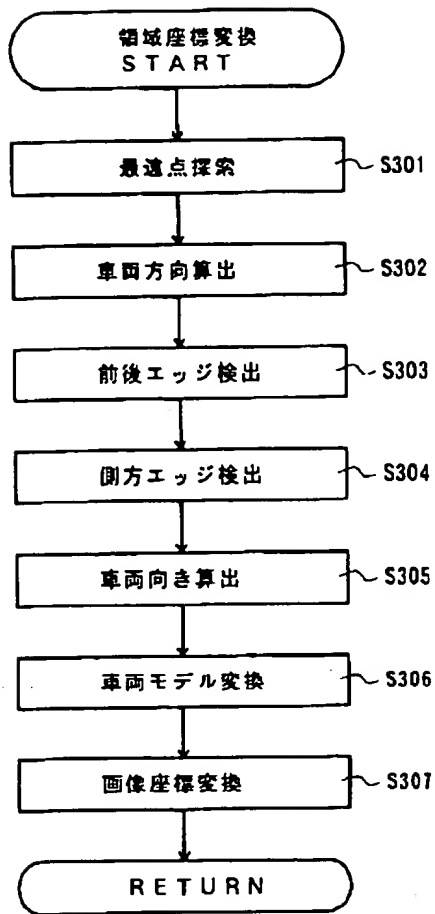 領域座標変換
START
最遠点探索 S301
車両方向算出 S302
前後エッジ検出 S303
側方エッジ検出 S304
車両向き算出 S305
車両モデル変換 S306
画像座標変換 S307
RETURN